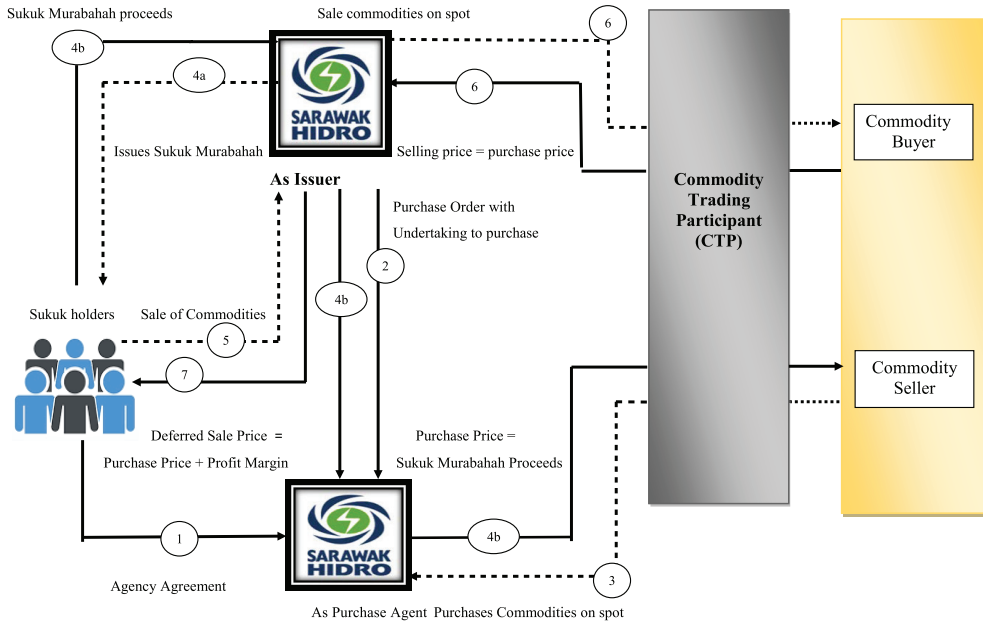 Sukuk Murabahah proceeds
Sale commodities on spot
6
4b
4a
6
SARAWAK
HIDRO
Commodity
Buyer
Issues Sukuk Murabahah
Selling price = purchase price
As Issuer
Commodity
Trading
Participant
(CTP)
Purchase Order with
Undertaking to purchase
2
4b
Sukuk holders
Sale of Commodities
5
7
Commodity
Seller
Deferred Sale Price =
Purchase Price + Profit Margin
Purchase Price =
Sukuk Murabahah Proceeds
SARAWAK
HIDRO
1
4b
3
Agency Agreement
As Purchase Agent Purchases Commodities on spot